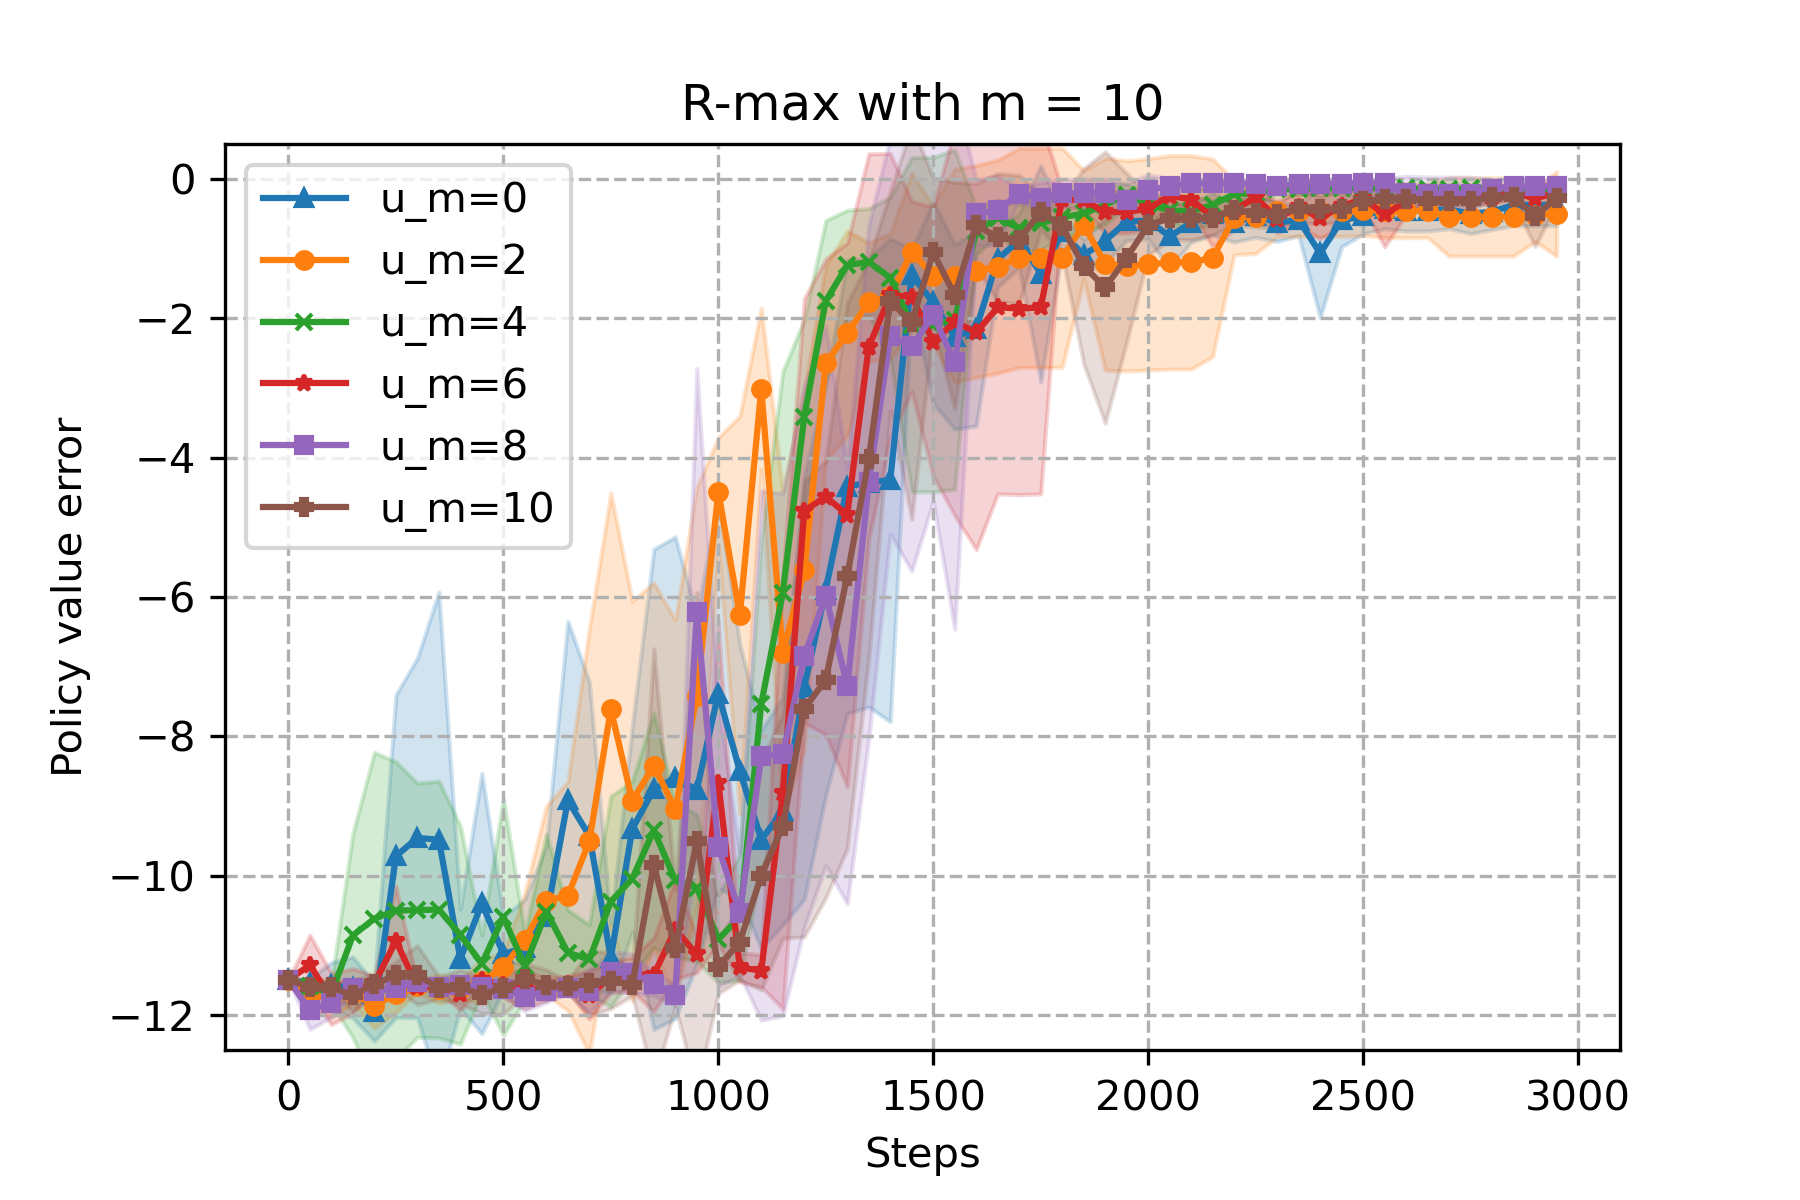 R-max with m = 10
Policy value error
0
−2
−4
−6
−8
−10
−12
u_m=0
u_m=2
u_m=4
u_m=6
u_m=8
u_m=10
0 500 1000 1500 2000 2500 3000
Steps